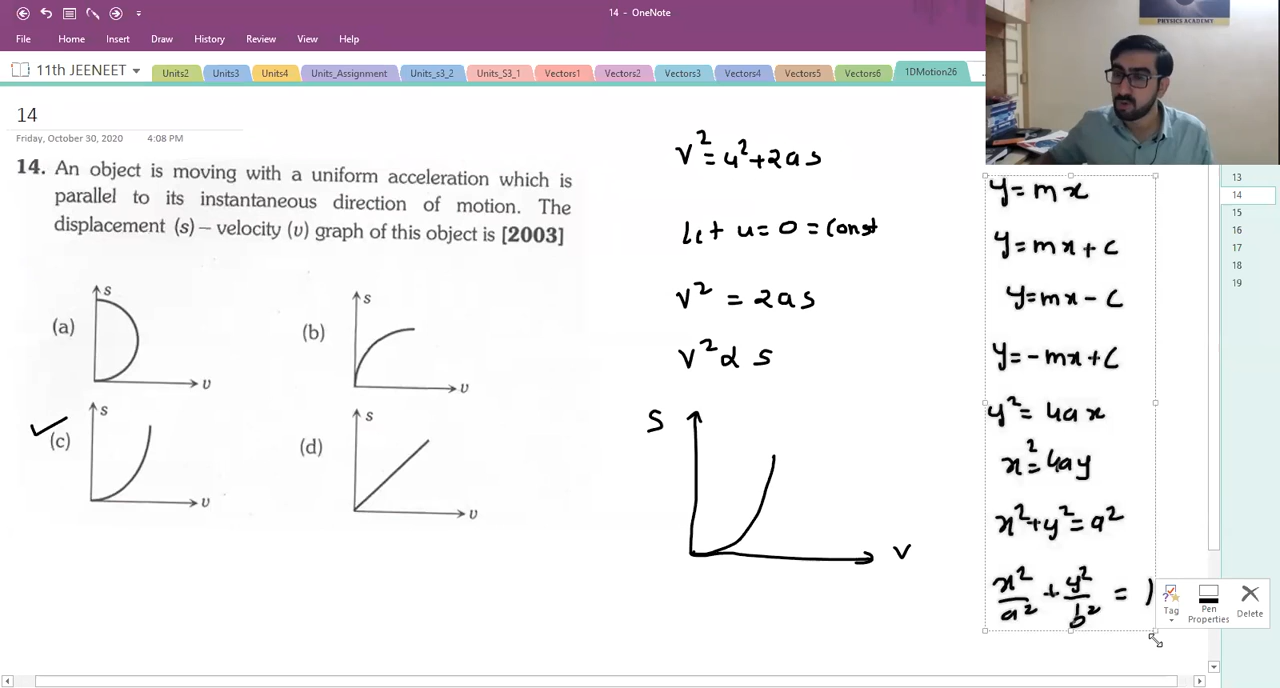 14 - OneNote
File Home Insert Draw History Review View Help
11th JEENEET
Units2 Units3 Units4 Units_Assignment Units_s3_2 Units_S3_1 Vectors1 Vectors2 Vectors3 Vectors4 Vectors5 Vectors6 1DMotion26 ...
PHYSICS ACADEMY
14
Friday, October 30, 2020 4:08 PM
14. An object is moving with a uniform acceleration which is
parallel to its instantaneous direction of motion. The
displacement (s) – velocity (v) graph of this object is [2003]
(a) s v
(b) s v
(c) s v
(d) s v
v² = u² + 2as
let u = 0 = Const
v² = 2as
v² α s
S
v
y = mx
y = mx + c
y = mx - c
y = -mx + c
y² = 4ax
x² = 4ay
x² + y² = a²
x²/a² + y²/b² = 1
13
14
15
16
17
18
19
Tag
Pen Properties
Delete